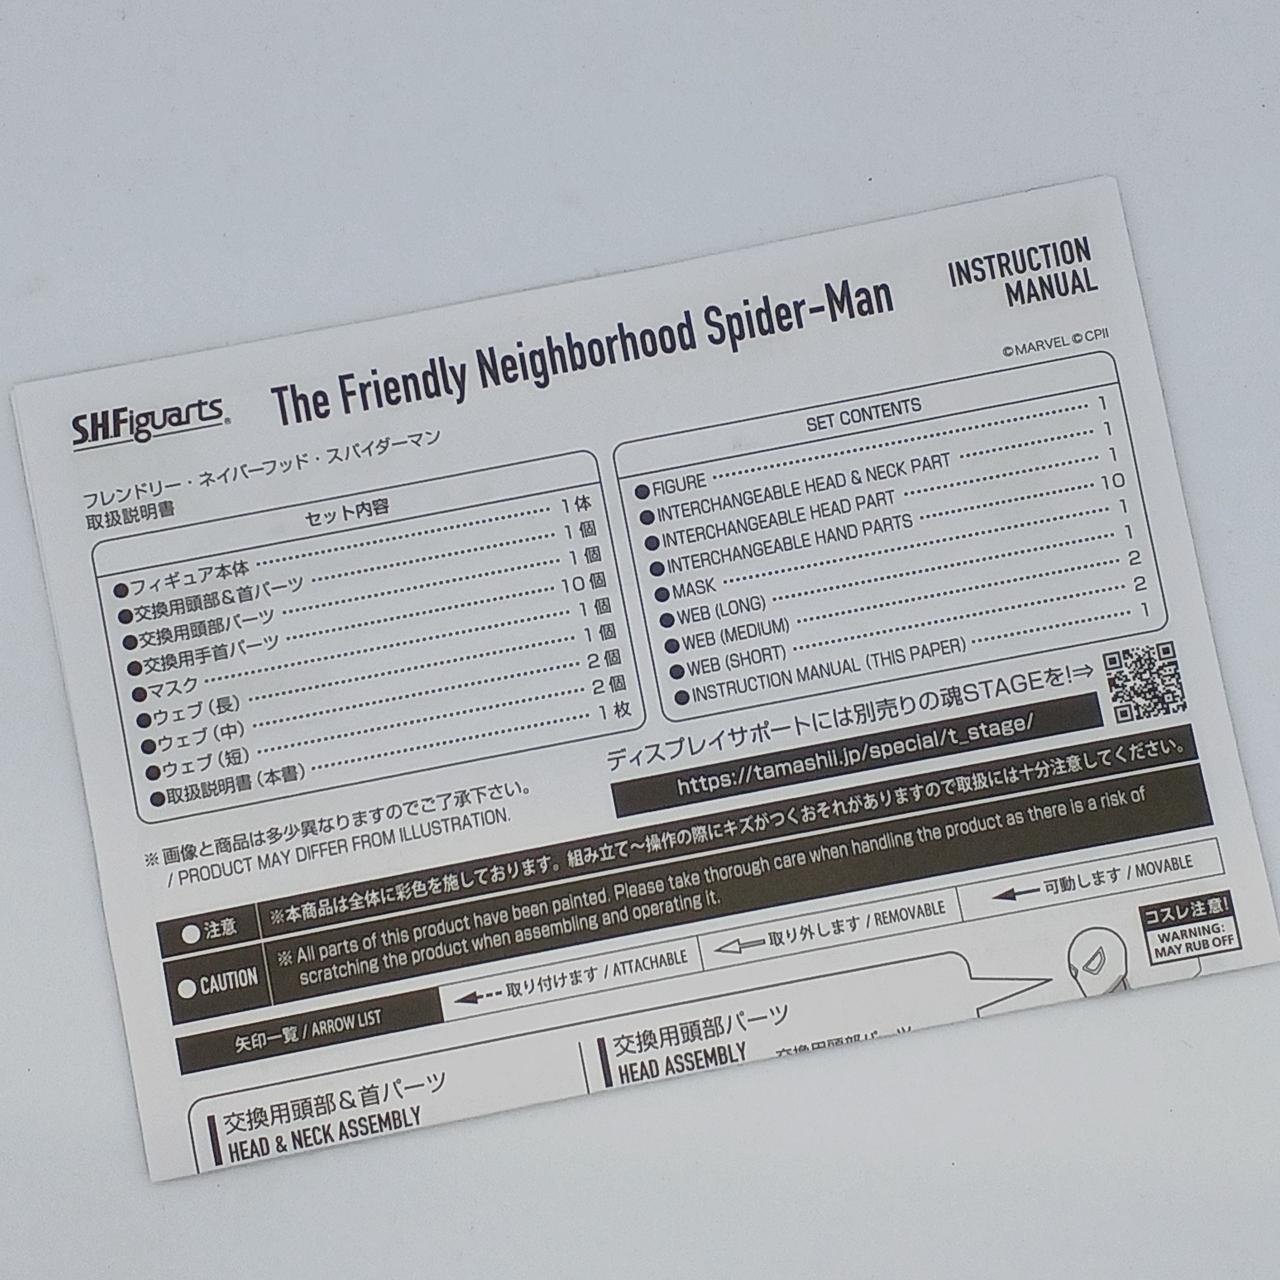 S.H.Figuarts®
The Friendly Neighborhood Spider-Man
INSTRUCTION
MANUAL
©MARVEL ©CPII
フレンドリー・ネイバーフッド・スパイダーマン
取扱説明書
セット内容
●フィギュア本体 1体
●交換用頭部&首パーツ 1個
●交換用頭部パーツ 1個
●交換用手首パーツ 10個
●マスク 1個
●ウェブ(長) 1個
●ウェブ(中) 2個
●ウェブ(短) 2個
●取扱説明書(本書) 1枚
※画像と商品は多少異なりますのでご了承下さい。
/ PRODUCT MAY DIFFER FROM ILLUSTRATION.
SET CONTENTS
●FIGURE 1
●INTERCHANGEABLE HEAD & NECK PART 1
●INTERCHANGEABLE HEAD PART 1
●INTERCHANGEABLE HAND PARTS 10
●MASK 1
●WEB (LONG) 1
●WEB (MEDIUM) 2
●WEB (SHORT) 2
●INSTRUCTION MANUAL (THIS PAPER) 1
ディスプレイサポートには別売りの魂STAGEを!⇒
https://tamashii.jp/special/t_stage/
●注意 ※本商品は全体に彩色を施しております。組み立て〜操作の際にキズがつくおそれがありますので取扱には十分注意してください。
●CAUTION ※ All parts of this product have been painted. Please take thorough care when handling the product as there is a risk of
scratching the product when assembling and operating it.
矢印一覧 / ARROW LIST
取り付けます / ATTACHABLE
取り外します / REMOVABLE
可動します / MOVABLE
コスレ注意!
WARNING:
MAY RUB OFF
交換用頭部&首パーツ
HEAD & NECK ASSEMBLY
交換用頭部パーツ
HEAD ASSEMBLY
交換用頭部パーツ